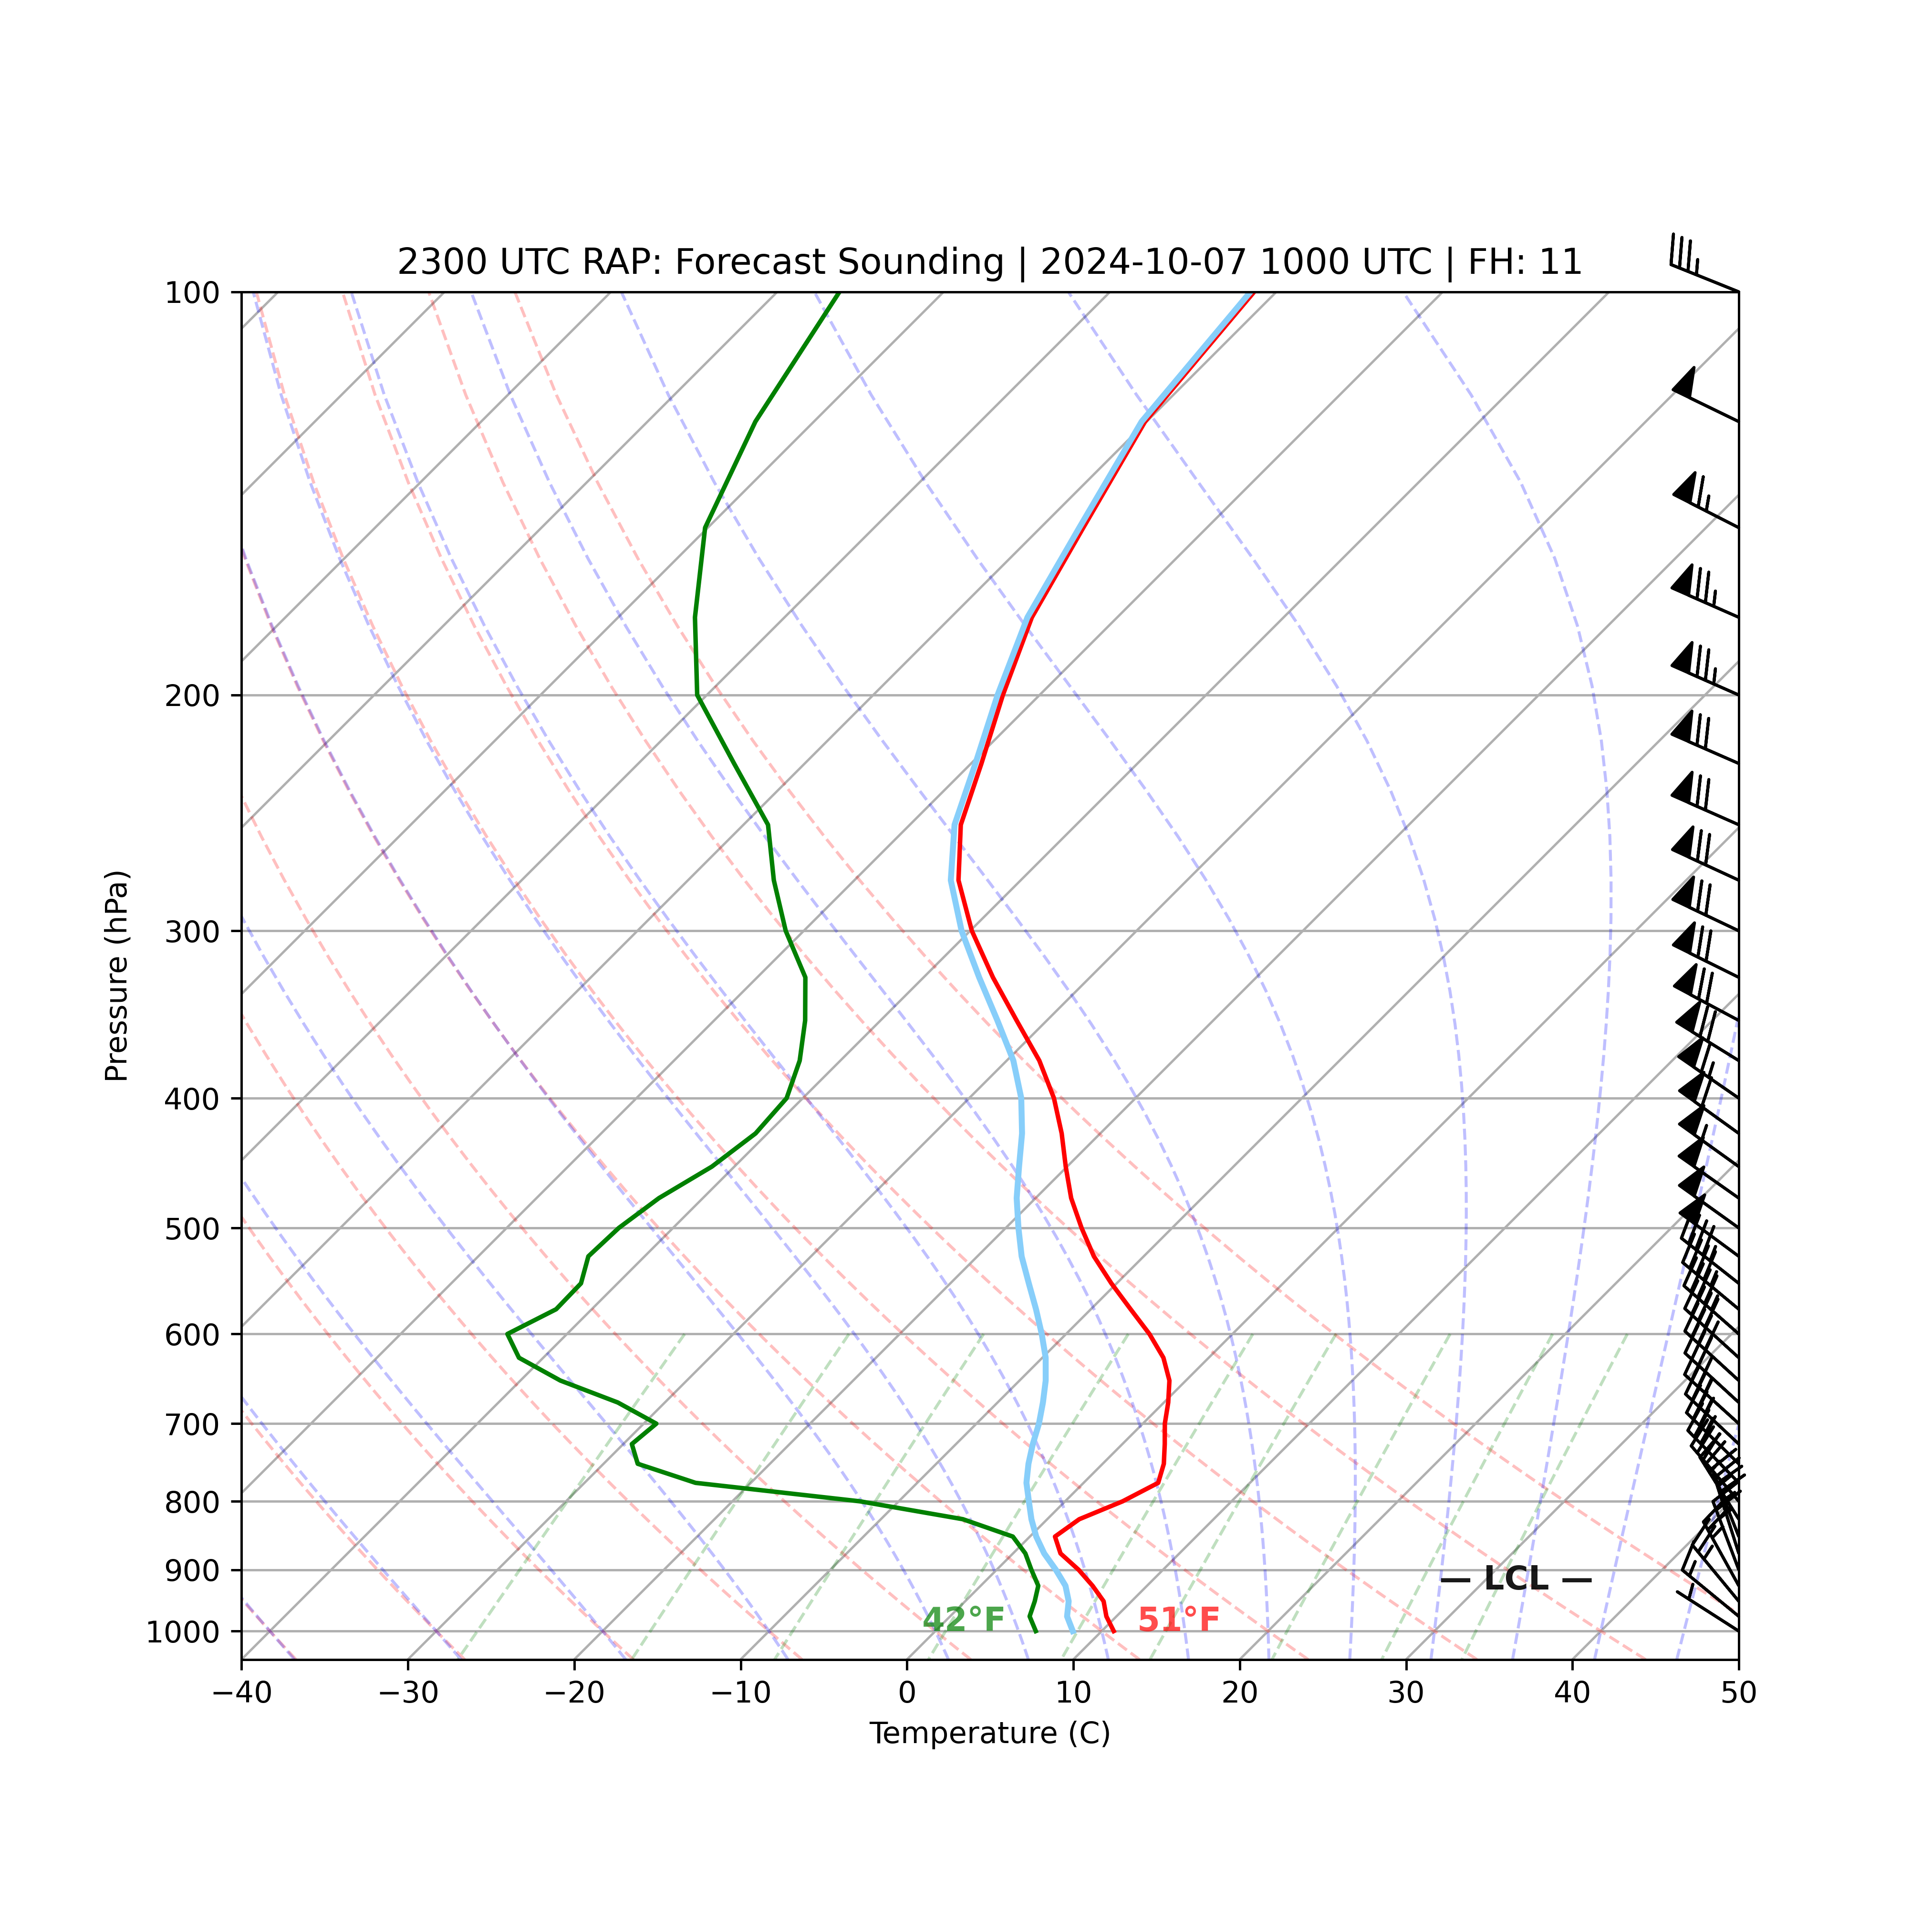 2300 UTC RAP: Forecast Sounding | 2024-10-07 1000 UTC | FH: 11
100
200
300
400
500
600
700
800
900
1000
Pressure (hPa)
— LCL —
42°F
51°F
−40 −30 −20 −10 0 10 20 30 40 50
Temperature (C)